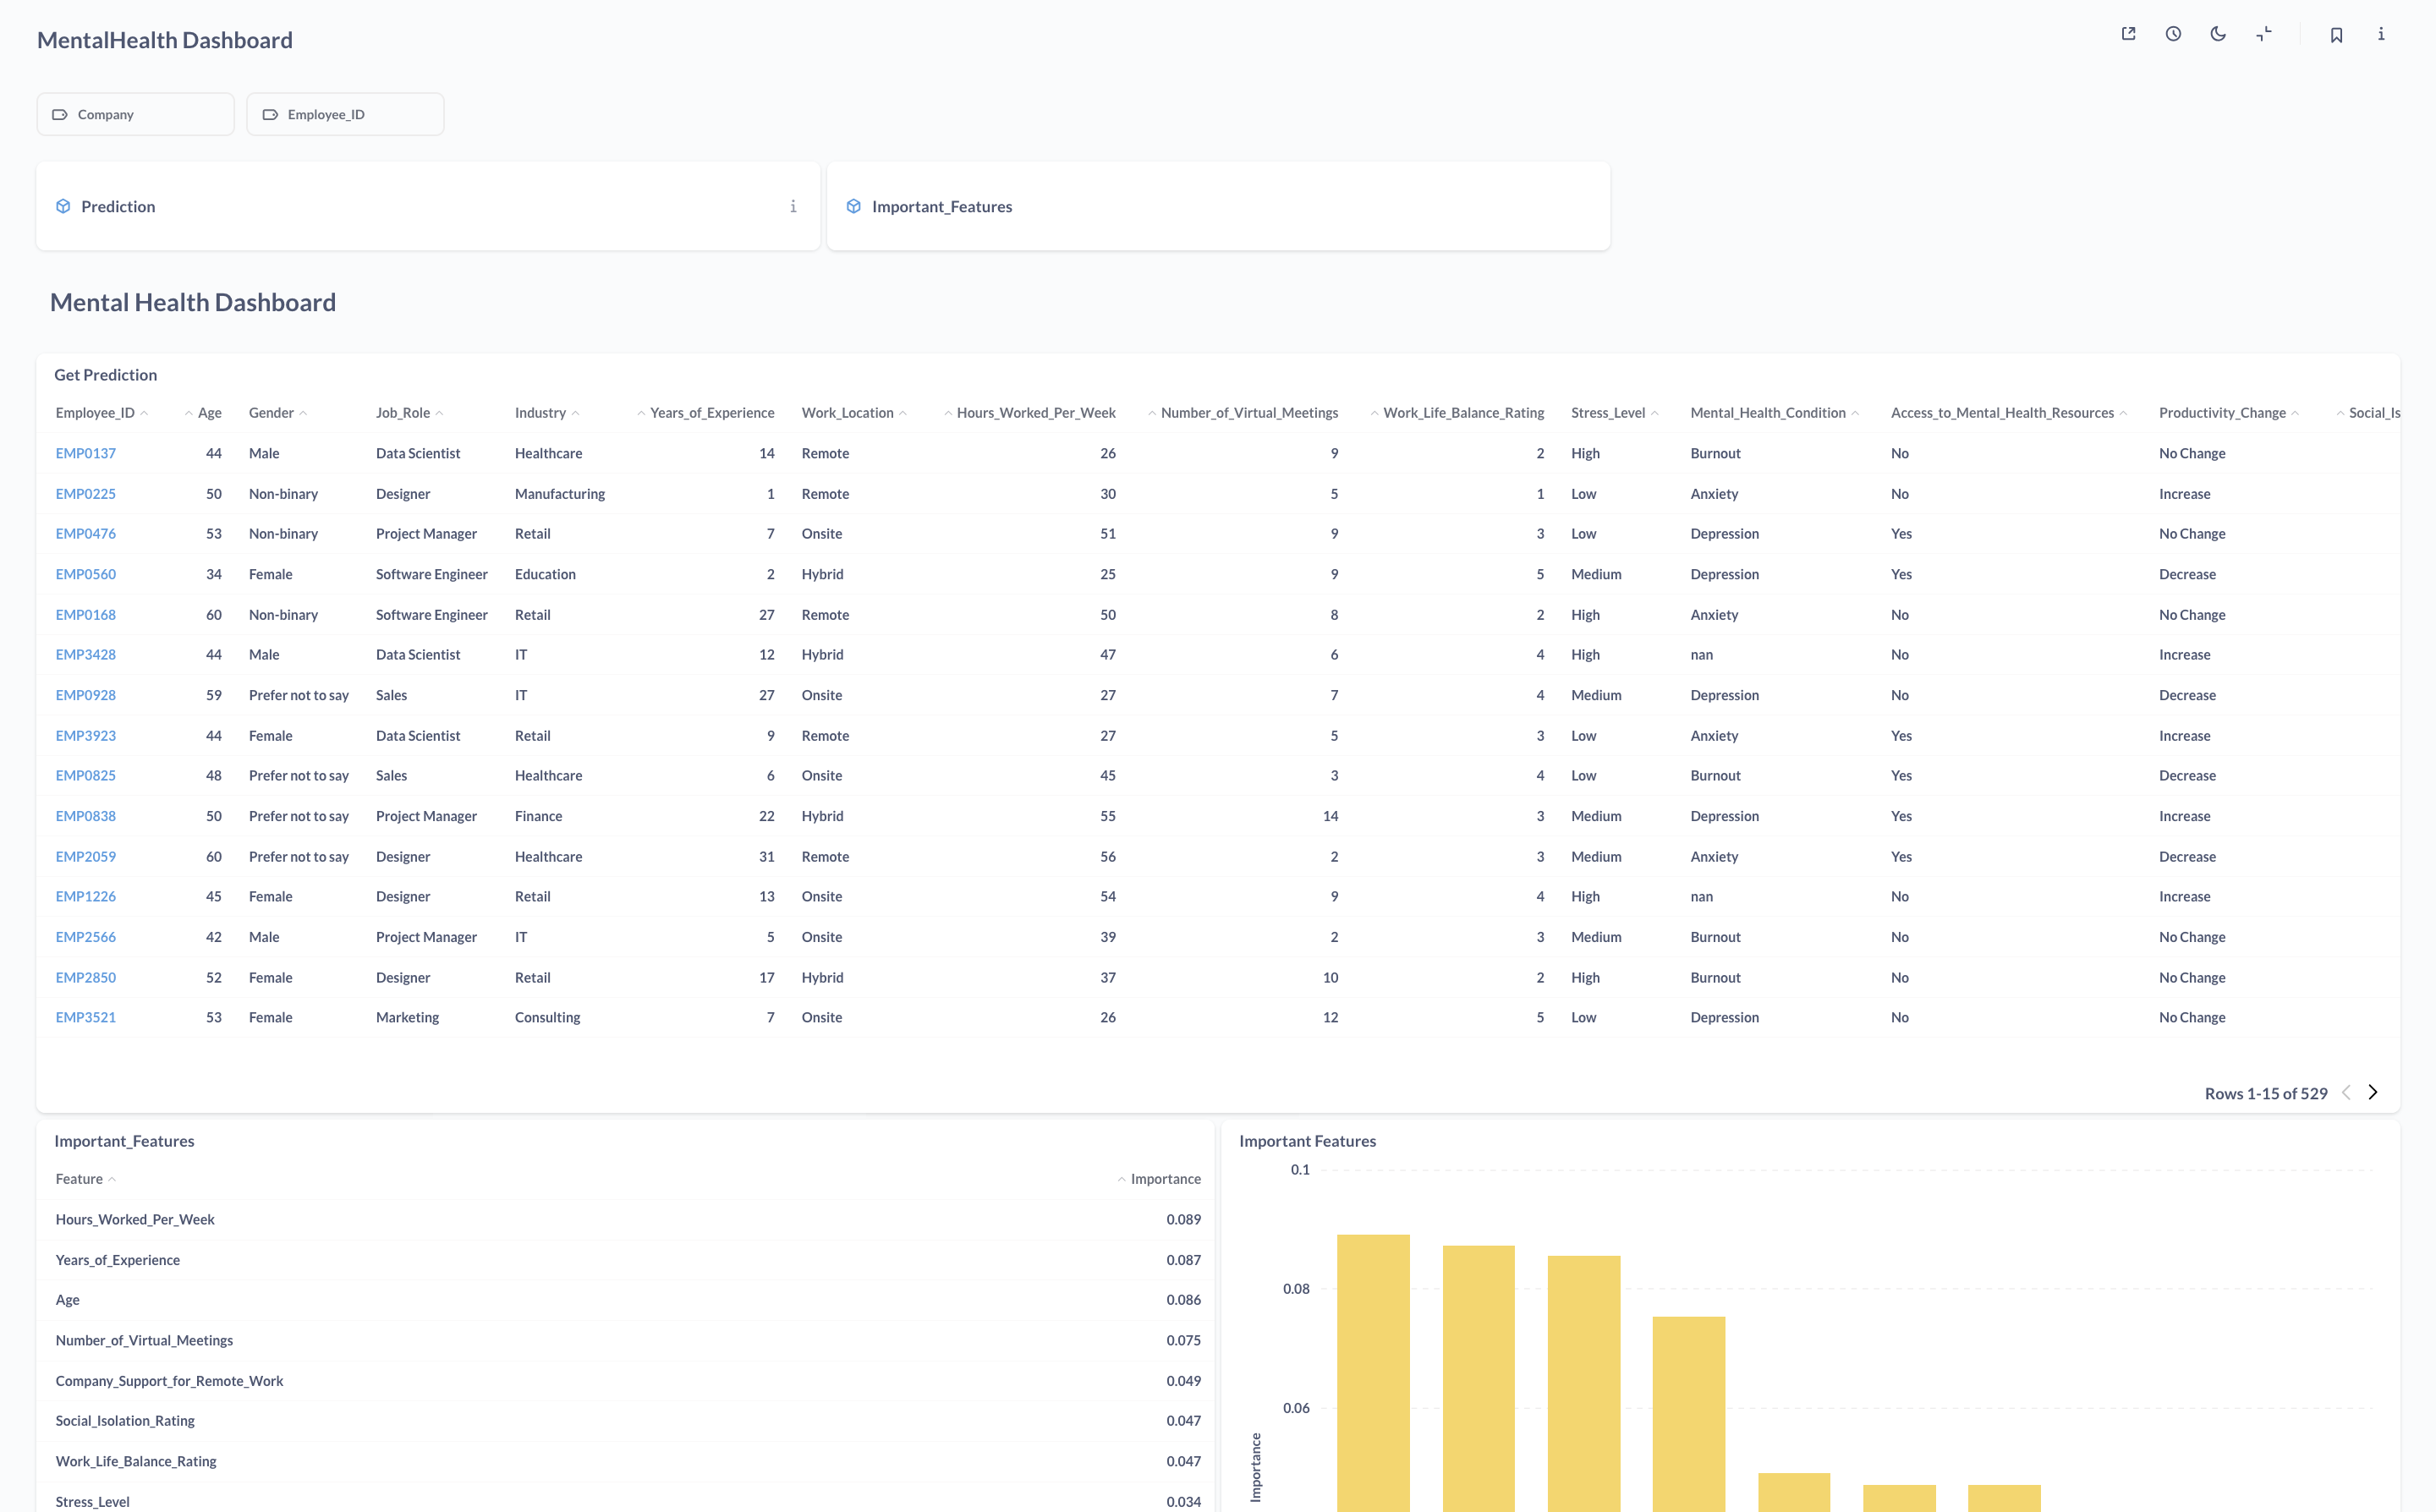 MentalHealth Dashboard
Company Employee_ID
Prediction Important_Features
Mental Health Dashboard
Get Prediction
Employee_ID Age Gender Job_Role Industry Years_of_Experience Work_Location Hours_Worked_Per_Week Number_of_Virtual_Meetings Work_Life_Balance_Rating Stress_Level Mental_Health_Condition Access_to_Mental_Health_Resources Productivity_Change Social_Is
EMP0137 44 Male Data Scientist Healthcare 14 Remote 26 9 2 High Burnout No No Change
EMP0225 50 Non-binary Designer Manufacturing 1 Remote 30 5 1 Low Anxiety No Increase
EMP0476 53 Non-binary Project Manager Retail 7 Onsite 51 9 3 Low Depression Yes No Change
EMP0560 34 Female Software Engineer Education 2 Hybrid 25 9 5 Medium Depression Yes Decrease
EMP0168 60 Non-binary Software Engineer Retail 27 Remote 50 8 2 High Anxiety No No Change
EMP3428 44 Male Data Scientist IT 12 Hybrid 47 6 4 High nan No Increase
EMP0928 59 Prefer not to say Sales IT 27 Onsite 27 7 4 Medium Depression No Decrease
EMP3923 44 Female Data Scientist Retail 9 Remote 27 5 3 Low Anxiety Yes Increase
EMP0825 48 Prefer not to say Sales Healthcare 6 Onsite 45 3 4 Low Burnout Yes Decrease
EMP0838 50 Prefer not to say Project Manager Finance 22 Hybrid 55 14 3 Medium Depression Yes Increase
EMP2059 60 Prefer not to say Designer Healthcare 31 Remote 56 2 3 Medium Anxiety Yes Decrease
EMP1226 45 Female Designer Retail 13 Onsite 54 9 4 High nan No Increase
EMP2566 42 Male Project Manager IT 5 Onsite 39 2 3 Medium Burnout No No Change
EMP2850 52 Female Designer Retail 17 Hybrid 37 10 2 High Burnout No No Change
EMP3521 53 Female Marketing Consulting 7 Onsite 26 12 5 Low Depression No No Change
Rows 1-15 of 529
Important_Features
Feature Importance
Hours_Worked_Per_Week 0.089
Years_of_Experience 0.087
Age 0.086
Number_of_Virtual_Meetings 0.075
Company_Support_for_Remote_Work 0.049
Social_Isolation_Rating 0.047
Work_Life_Balance_Rating 0.047
Stress_Level 0.034
Important Features
0.1
0.08
0.06
Importance